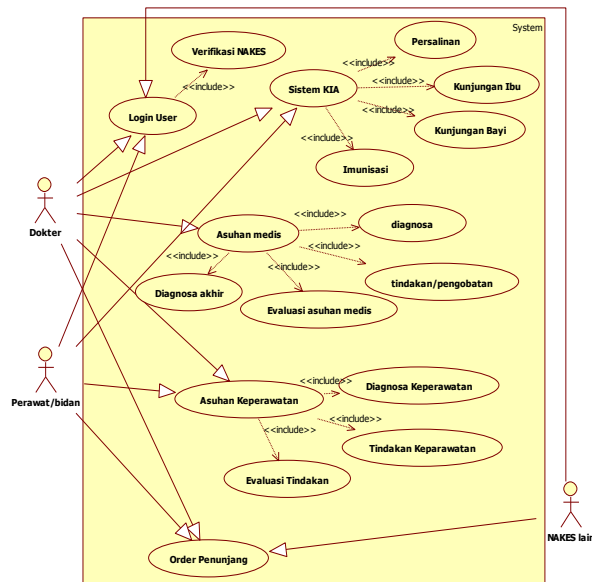 System
Verifikasi NAKES
Persalinan
<<include>>
<<include>>
Sistem KIA
<<include>>
Kunjungan Ibu
Login User
<<include>>
Kunjungan Bayi
<<include>>
Imunisasi
Dokter
Asuhan medis
<<include>>
diagnosa
<<include>>
<<include>>
<<include>>
tindakan/pengobatan
Diagnosa akhir
Evaluasi asuhan medis
Perawat/bidan
Asuhan Keperawatan
<<include>>
Diagnosa Keperawatan
<<include>>
<<include>>
Tindakan Keparawatan
Evaluasi Tindakan
NAKES lain
Order Penunjang